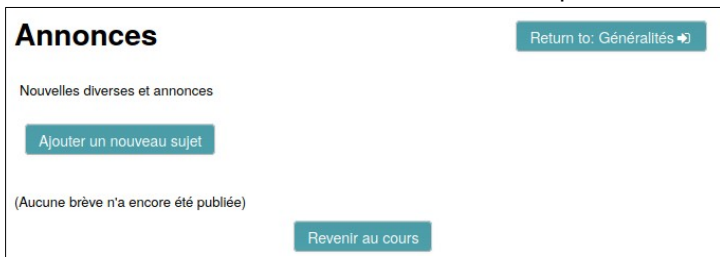 Annonces
Return to: Généralités
Nouvelles diverses et annonces
Ajouter un nouveau sujet
(Aucune brève n'a encore été publiée)
Revenir au cours